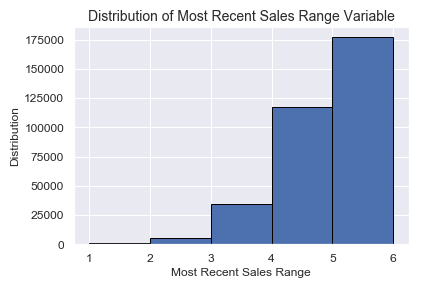 Distribution of Most Recent Sales Range Variable
175000
150000
125000
100000
75000
50000
25000
0
Distribution
1 2 3 4 5 6
Most Recent Sales Range